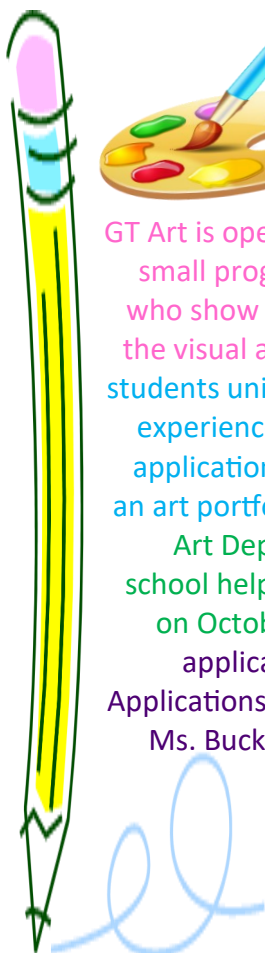 GT Art is ope
small prog
who show
the visual a
students uni
experienc
application
an art portf
Art Dep
school help
on Octob
applica
Applications
Ms. Buck